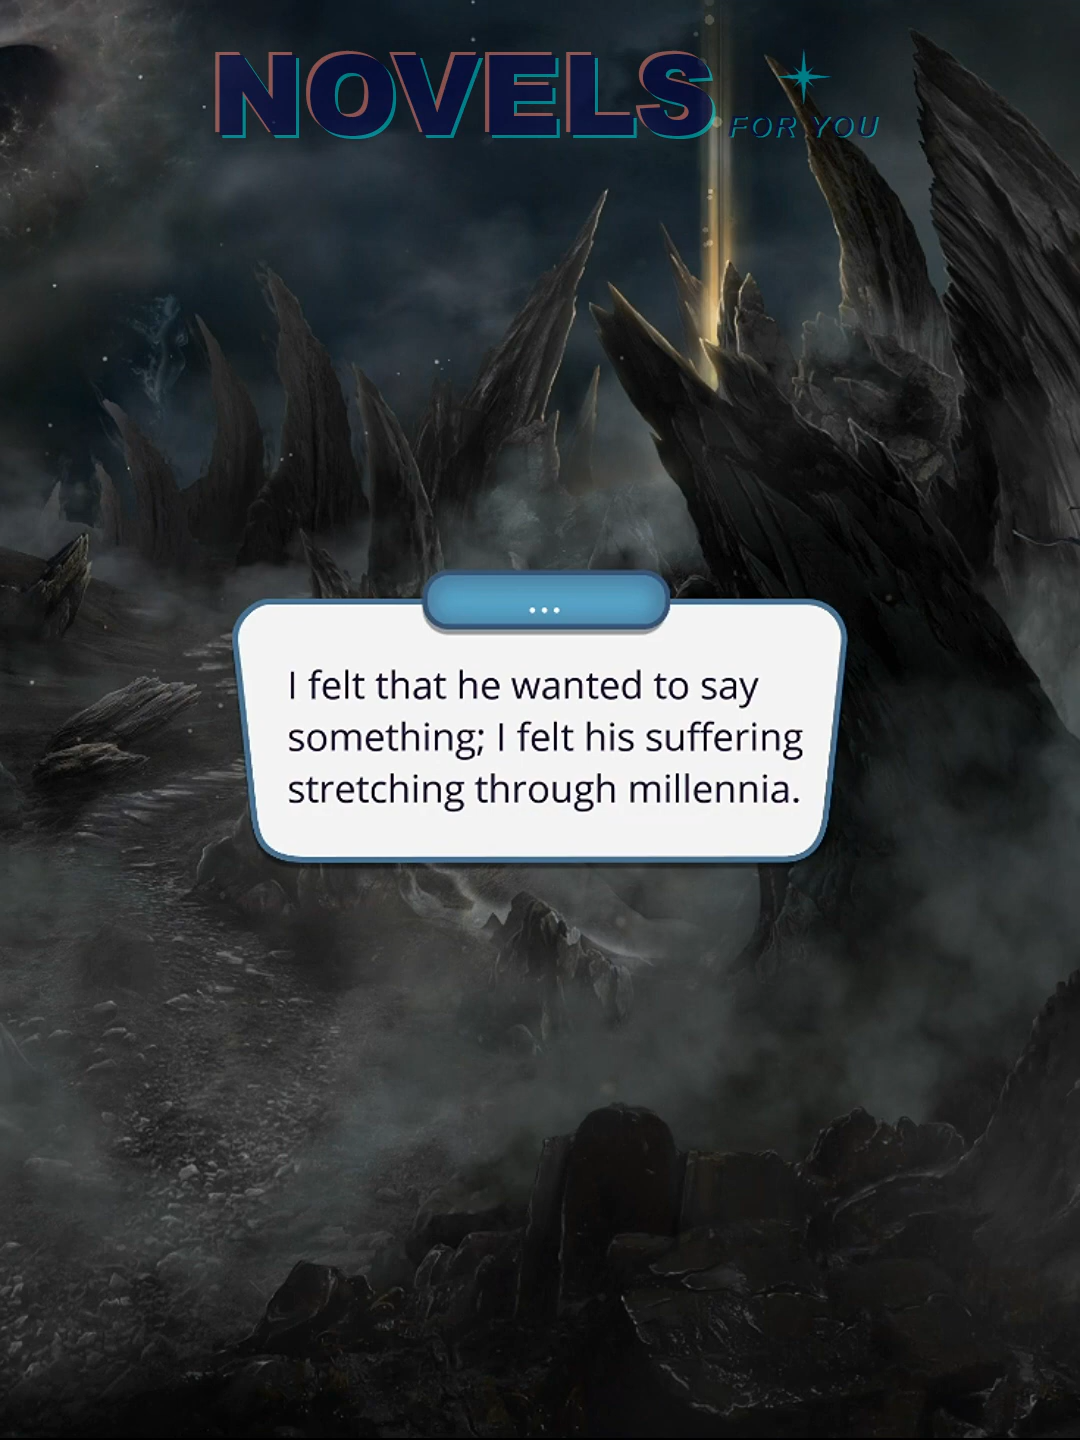 NOVELS
FOR YOU
...
I felt that he wanted to say
something; I felt his suffering
stretching through millennia.